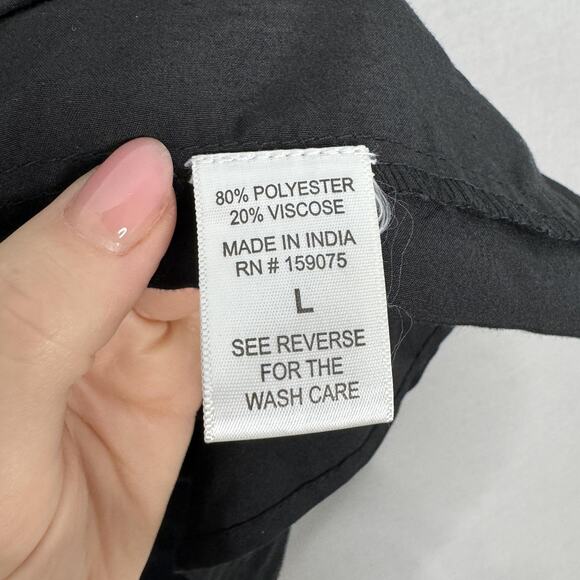 80% POLYESTER
20% VISCOSE
MADE IN INDIA
RN # 159075
L
SEE REVERSE
FOR THE
WASH CARE